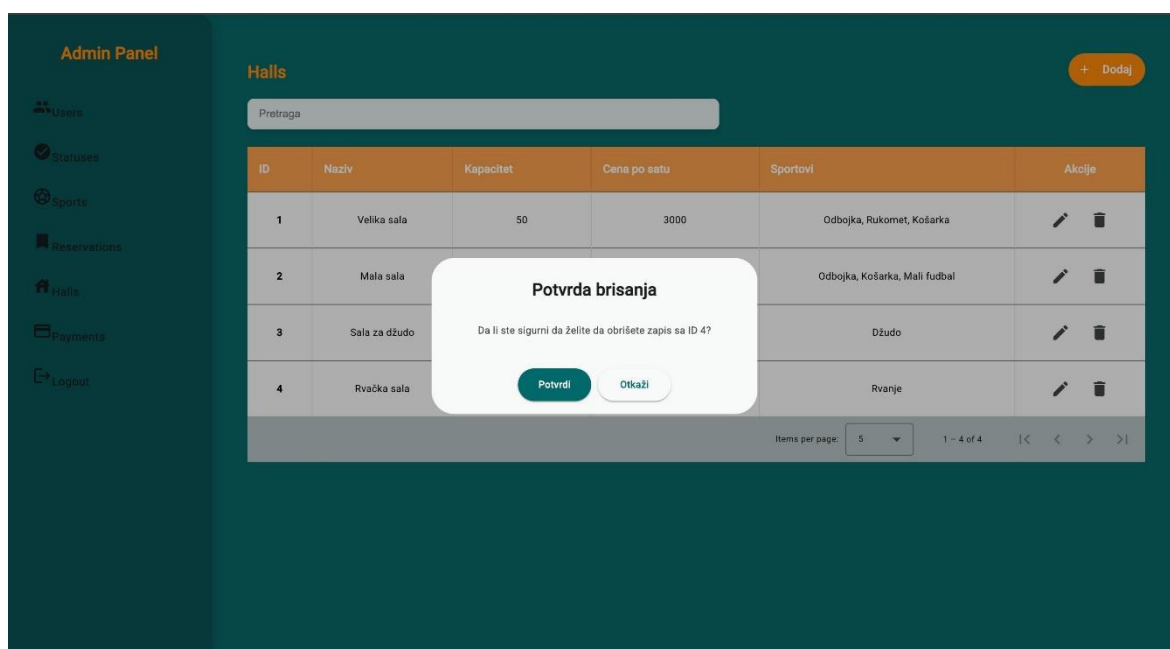 Admin Panel
Users
Statuses
Sports
Reservations
Halls
Payments
Logout
Halls
+ Dodaj
Pretraga
ID Naziv Kapacitet Cena po satu Sportovi Akcije
1 Velika sala 50 3000 Odbojka, Rukomet, Košarka
2 Mala sala Odbojka, Košarka, Mali fudbal
3 Sala za džudo Džudo
4 Rvačka sala Rvanje
Potvrda brisanja
Da li ste sigurni da želite da obrišete zapis sa ID 4?
Potvrdi Otkaži
Items per page: 5 1 – 4 of 4